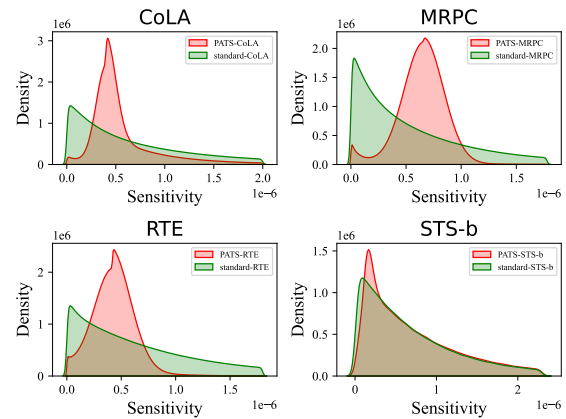 CoLA
1e6
PATS-CoLA
standard-CoLA
Density
3
2
1
0
0.0 0.5 1.0 1.5 2.0
Sensitivity
1e−6
MRPC
1e6
PATS-MRPC
standard-MRPC
Density
2.0
1.5
1.0
0.5
0.0
0.0 0.5 1.0 1.5
Sensitivity
1e−6
RTE
1e6
PATS-RTE
standard-RTE
Density
2
1
0
0.0 0.5 1.0 1.5
Sensitivity
1e−6
STS-b
1e6
PATS-STS-b
standard-STS-b
Density
1.5
1.0
0.5
0.0
0 1 2
Sensitivity
1e−6